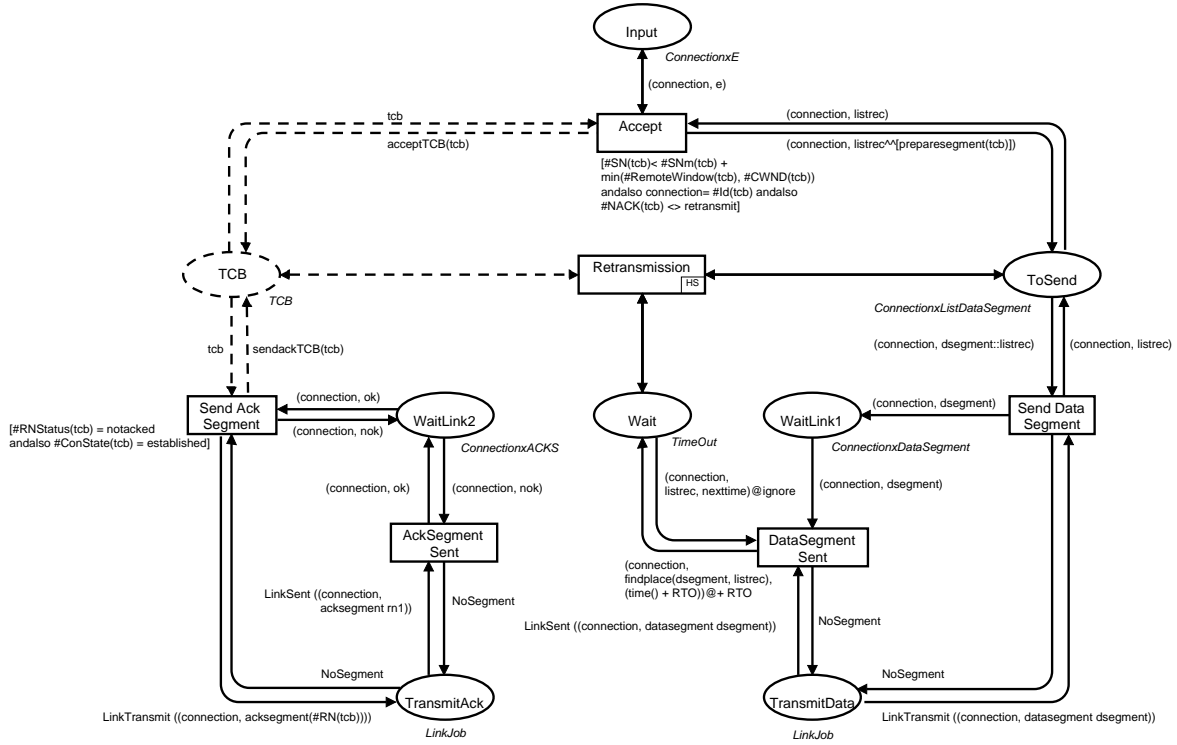 Input
ConnectionxE
(connection, e)
tcb
Accept
(connection, listrec)
acceptTCB(tcb)
(connection, listrec^^[preparesegment(tcb)])
[#SN(tcb)< #SNm(tcb) +
min(#RemoteWindow(tcb), #CWND(tcb))
andalso connection= #Id(tcb) andalso
#NACK(tcb) <> retransmit]
TCB
TCB
Retransmission
HS
ToSend
ConnectionxListDataSegment
tcb
sendackTCB(tcb)
(connection, dsegment::listrec)
(connection, listrec)
Send Ack
Segment
(connection, ok)
(connection, nok)
[#RNStatus(tcb) = notacked
andalso #ConState(tcb) = established]
WaitLink2
ConnectionxACKS
Wait
TimeOut
WaitLink1
ConnectionxDataSegment
(connection, dsegment)
Send Data
Segment
(connection, ok)
(connection, nok)
(connection,
listrec, nexttime)@ignore
(connection, dsegment)
AckSegment
Sent
DataSegment
Sent
(connection,
findplace(dsegment, listrec),
(time() + RTO))@+ RTO
LinkSent ((connection,
acksegment rn1))
NoSegment
LinkSent ((connection, datasegment dsegment))
NoSegment
NoSegment
NoSegment
TransmitAck
LinkJob
TransmitData
LinkJob
LinkTransmit ((connection, acksegment(#RN(tcb))))
LinkTransmit ((connection, datasegment dsegment))